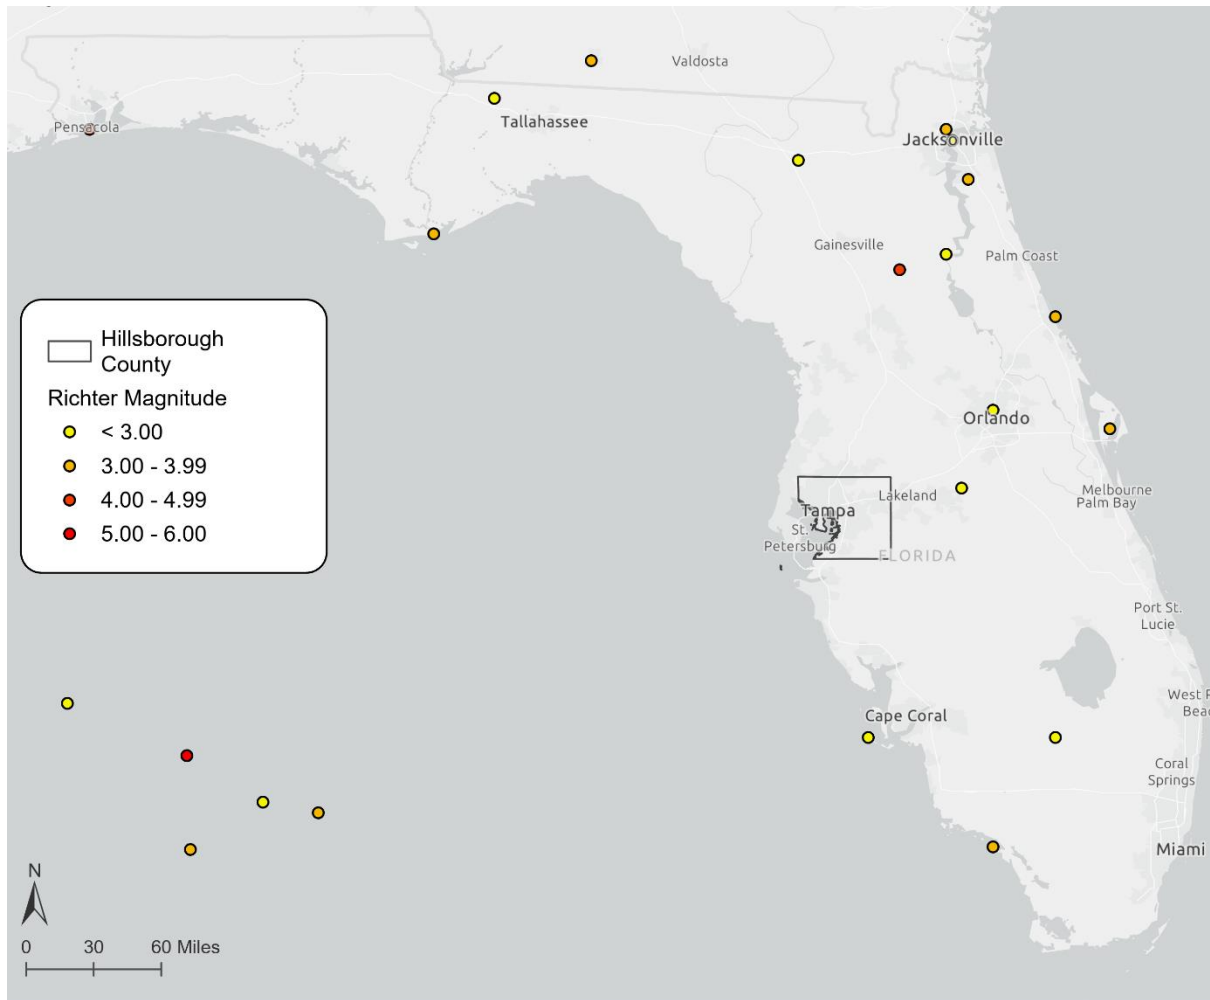 Valdosta
Tallahassee
Pensacola
Jacksonville
Gainesville
Palm Coast
Hillsborough
County
Richter Magnitude
< 3.00
3.00 - 3.99
4.00 - 4.99
5.00 - 6.00
Orlando
Lakeland
Melbourne
Palm Bay
Tampa
St.
Petersburg
FLORIDA
Port St.
Lucie
Cape Coral
West P
Beac
Coral
Springs
Miami
N
0 30 60 Miles